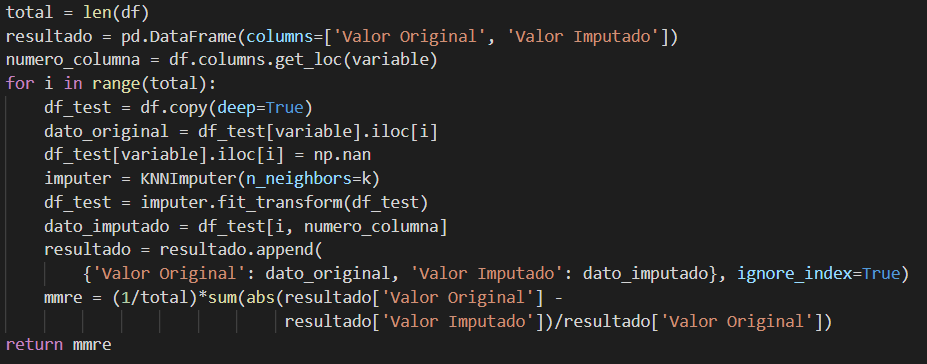 total = len(df)
resultado = pd.DataFrame(columns=['Valor Original', 'Valor Imputado'])
numero_columna = df.columns.get_loc(variable)
for i in range(total):
    df_test = df.copy(deep=True)
    dato_original = df_test[variable].iloc[i]
    df_test[variable].iloc[i] = np.nan
    imputer = KNNImputer(n_neighbors=k)
    df_test = imputer.fit_transform(df_test)
    dato_imputado = df_test[i, numero_columna]
    resultado = resultado.append(
        {'Valor Original': dato_original, 'Valor Imputado': dato_imputado}, ignore_index=True)
    mmre = (1/total)*sum(abs(resultado['Valor Original'] -
                             resultado['Valor Imputado'])/resultado['Valor Original'])
return mmre